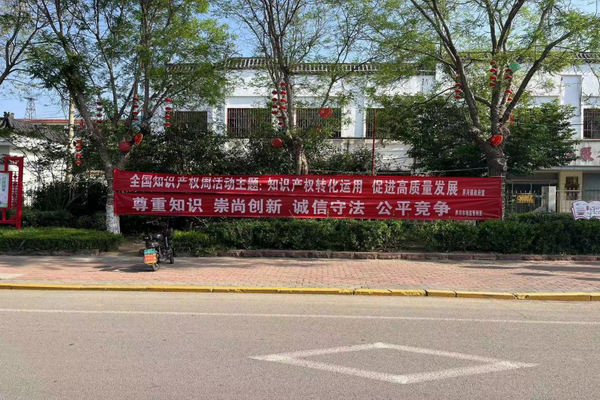 全国知识产权周活动主题：知识产权转化运用 促进高质量发展
尊重知识 崇尚创新 诚信守法 公平竞争